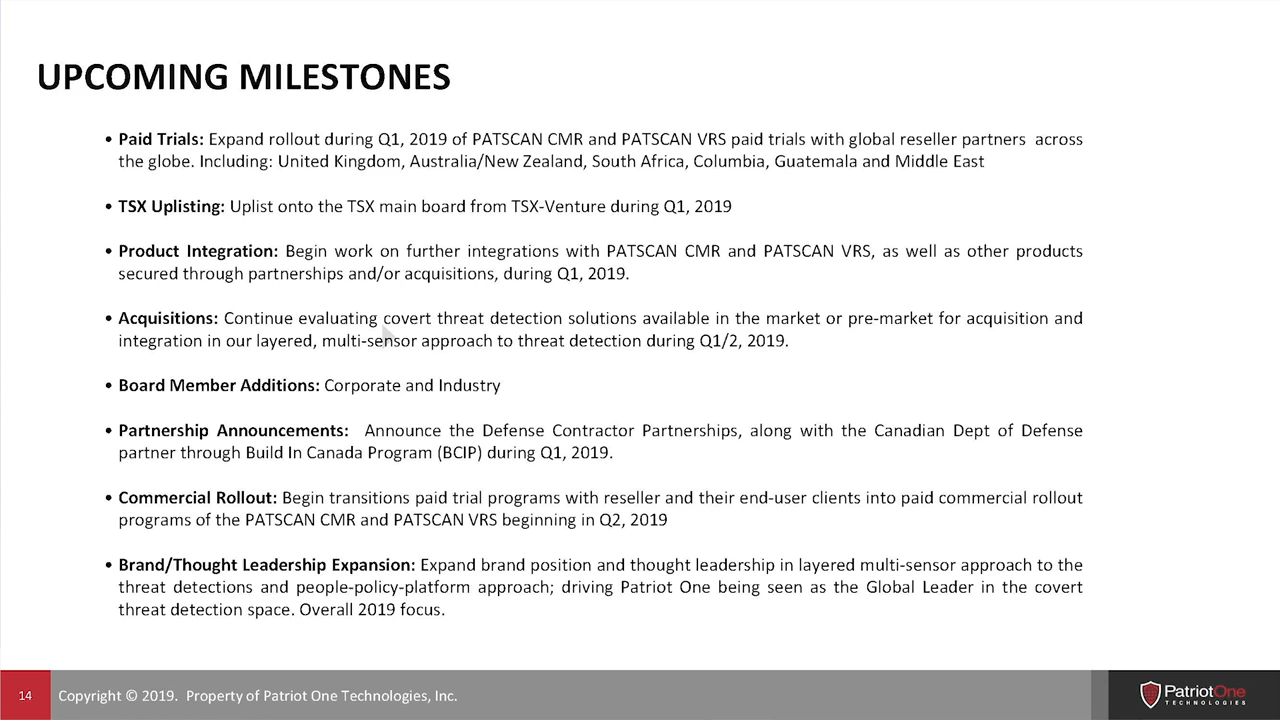 UPCOMING MILESTONES
• Paid Trials: Expand rollout during Q1, 2019 of PATSCAN CMR and PATSCAN VRS paid trials with global reseller partners across
the globe. Including: United Kingdom, Australia/New Zealand, South Africa, Columbia, Guatemala and Middle East
• TSX Uplisting: Uplist onto the TSX main board from TSX-Venture during Q1, 2019
• Product Integration: Begin work on further integrations with PATSCAN CMR and PATSCAN VRS, as well as other products
secured through partnerships and/or acquisitions, during Q1, 2019.
• Acquisitions: Continue evaluating covert threat detection solutions available in the market or pre-market for acquisition and
integration in our layered, multi-sensor approach to threat detection during Q1/2, 2019.
• Board Member Additions: Corporate and Industry
• Partnership Announcements: Announce the Defense Contractor Partnerships, along with the Canadian Dept of Defense
partner through Build In Canada Program (BCIP) during Q1, 2019.
• Commercial Rollout: Begin transitions paid trial programs with reseller and their end-user clients into paid commercial rollout
programs of the PATSCAN CMR and PATSCAN VRS beginning in Q2, 2019
• Brand/Thought Leadership Expansion: Expand brand position and thought leadership in layered multi-sensor approach to the
threat detections and people-policy-platform approach; driving Patriot One being seen as the Global Leader in the covert
threat detection space. Overall 2019 focus.
14 Copyright © 2019. Property of Patriot One Technologies, Inc.
PatriotOne
TECHNOLOGIES